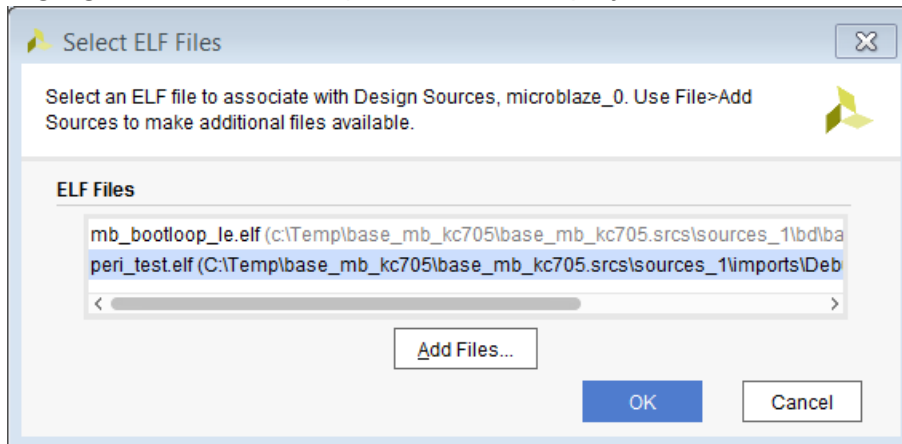 Select ELF Files
Select an ELF file to associate with Design Sources, microblaze_0. Use File>Add
Sources to make additional files available.
ELF Files
mb_bootloop_le.elf (c:\Temp\base_mb_kc705\base_mb_kc705.srcs\sources_1\bd\ba
peri_test.elf (C:\Temp\base_mb_kc705\base_mb_kc705.srcs\sources_1\imports\Deb
Add Files...
OK Cancel